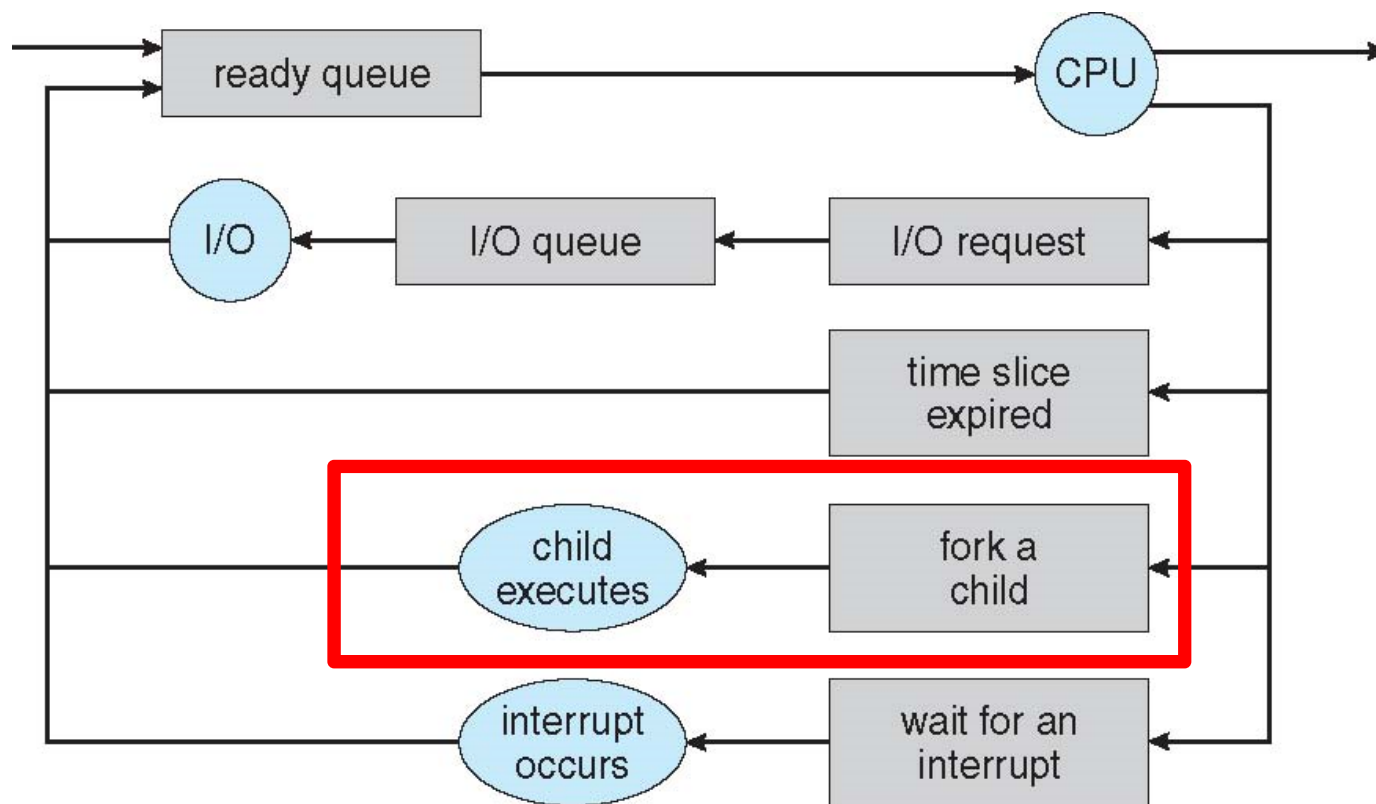 ready queue
CPU
I/O
I/O queue
I/O request
time slice
expired
child
executes
fork a
child
interrupt
occurs
wait for an
interrupt